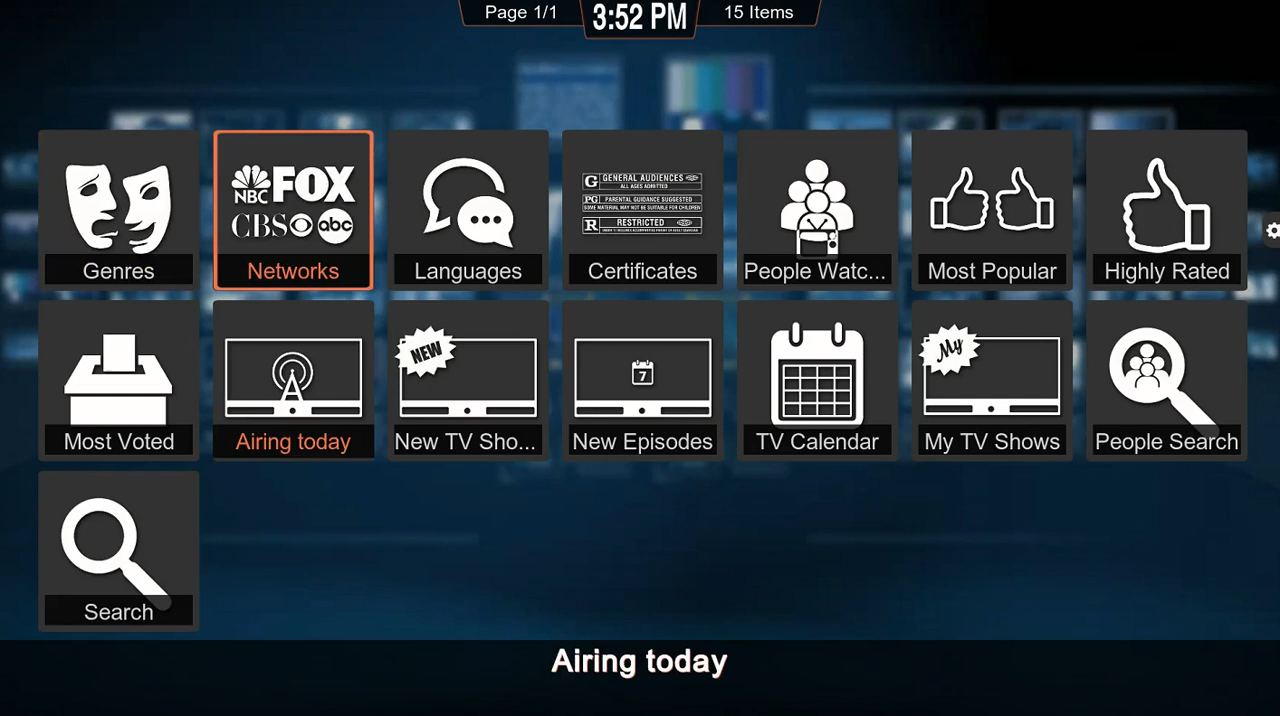 Page 1/1
3:52 PM
15 Items
NBC
FOX
CBS
abc
G GENERAL AUDIENCES
ALL AGES ADMITTED
PG PARENTAL GUIDANCE SUGGESTED
SOME MATERIAL MAY NOT BE SUITABLE FOR CHILDREN
R RESTRICTED
Genres
Networks
Languages
Certificates
People Watc...
Most Popular
Highly Rated
NEW
7
My
Most Voted
Airing today
New TV Sho...
New Episodes
TV Calendar
My TV Shows
People Search
Search
Airing today